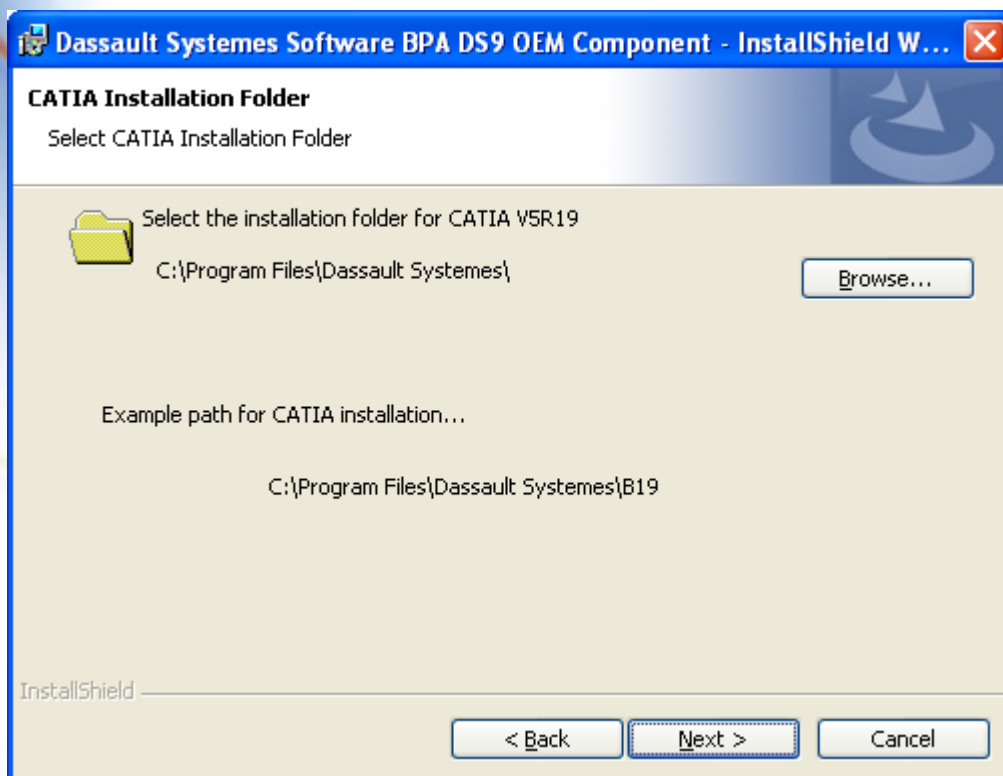 Dassault Systemes Software BPA DS9 OEM Component - InstallShield W...
CATIA Installation Folder
Select CATIA Installation Folder
Select the installation folder for CATIA V5R19
C:\Program Files\Dassault Systemes\
Browse...
Example path for CATIA installation...
C:\Program Files\Dassault Systemes\B19
InstallShield
< Back Next > Cancel